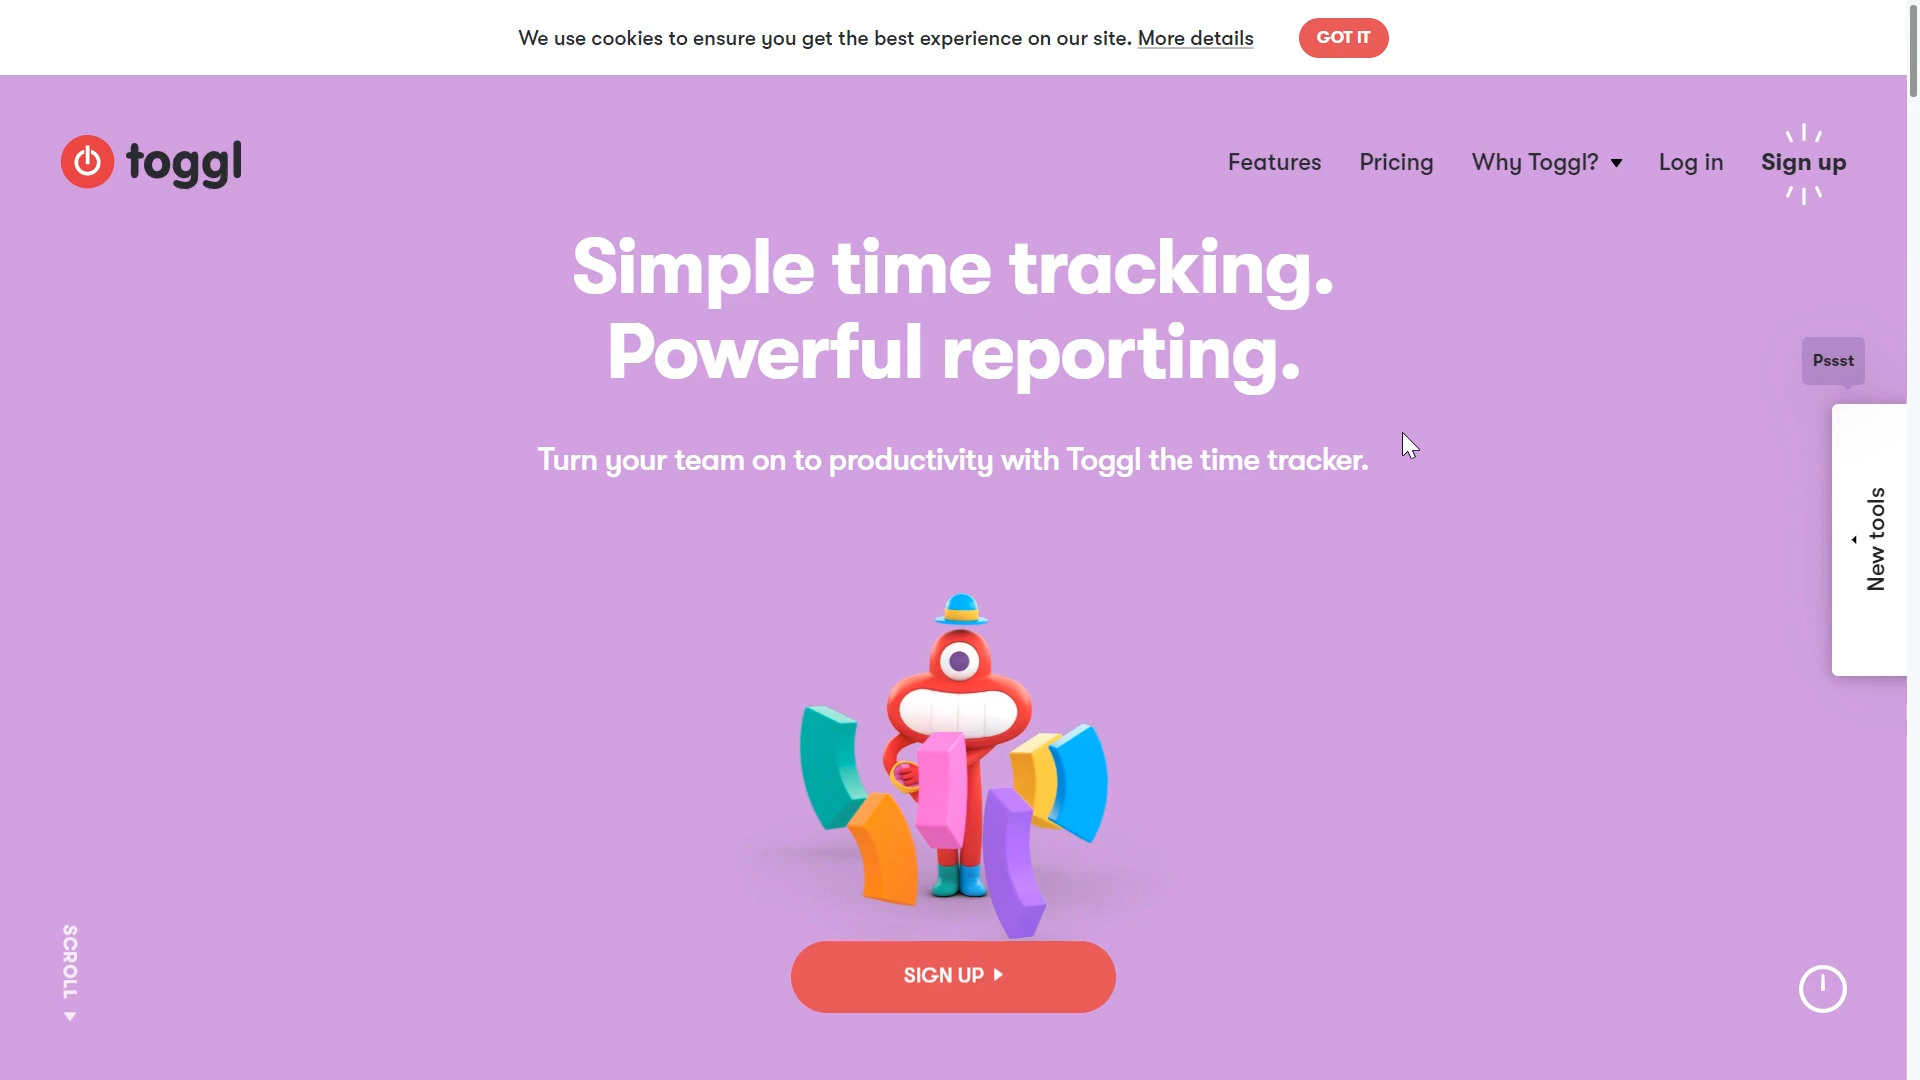 We use cookies to ensure you get the best experience on our site. More details
GOT IT
toggl
Features
Pricing
Why Toggl?
Log in
Sign up
Simple time tracking.
Powerful reporting.
Pssst
Turn your team on to productivity with Toggl the time tracker.
New tools
SCROLL
SIGN UP